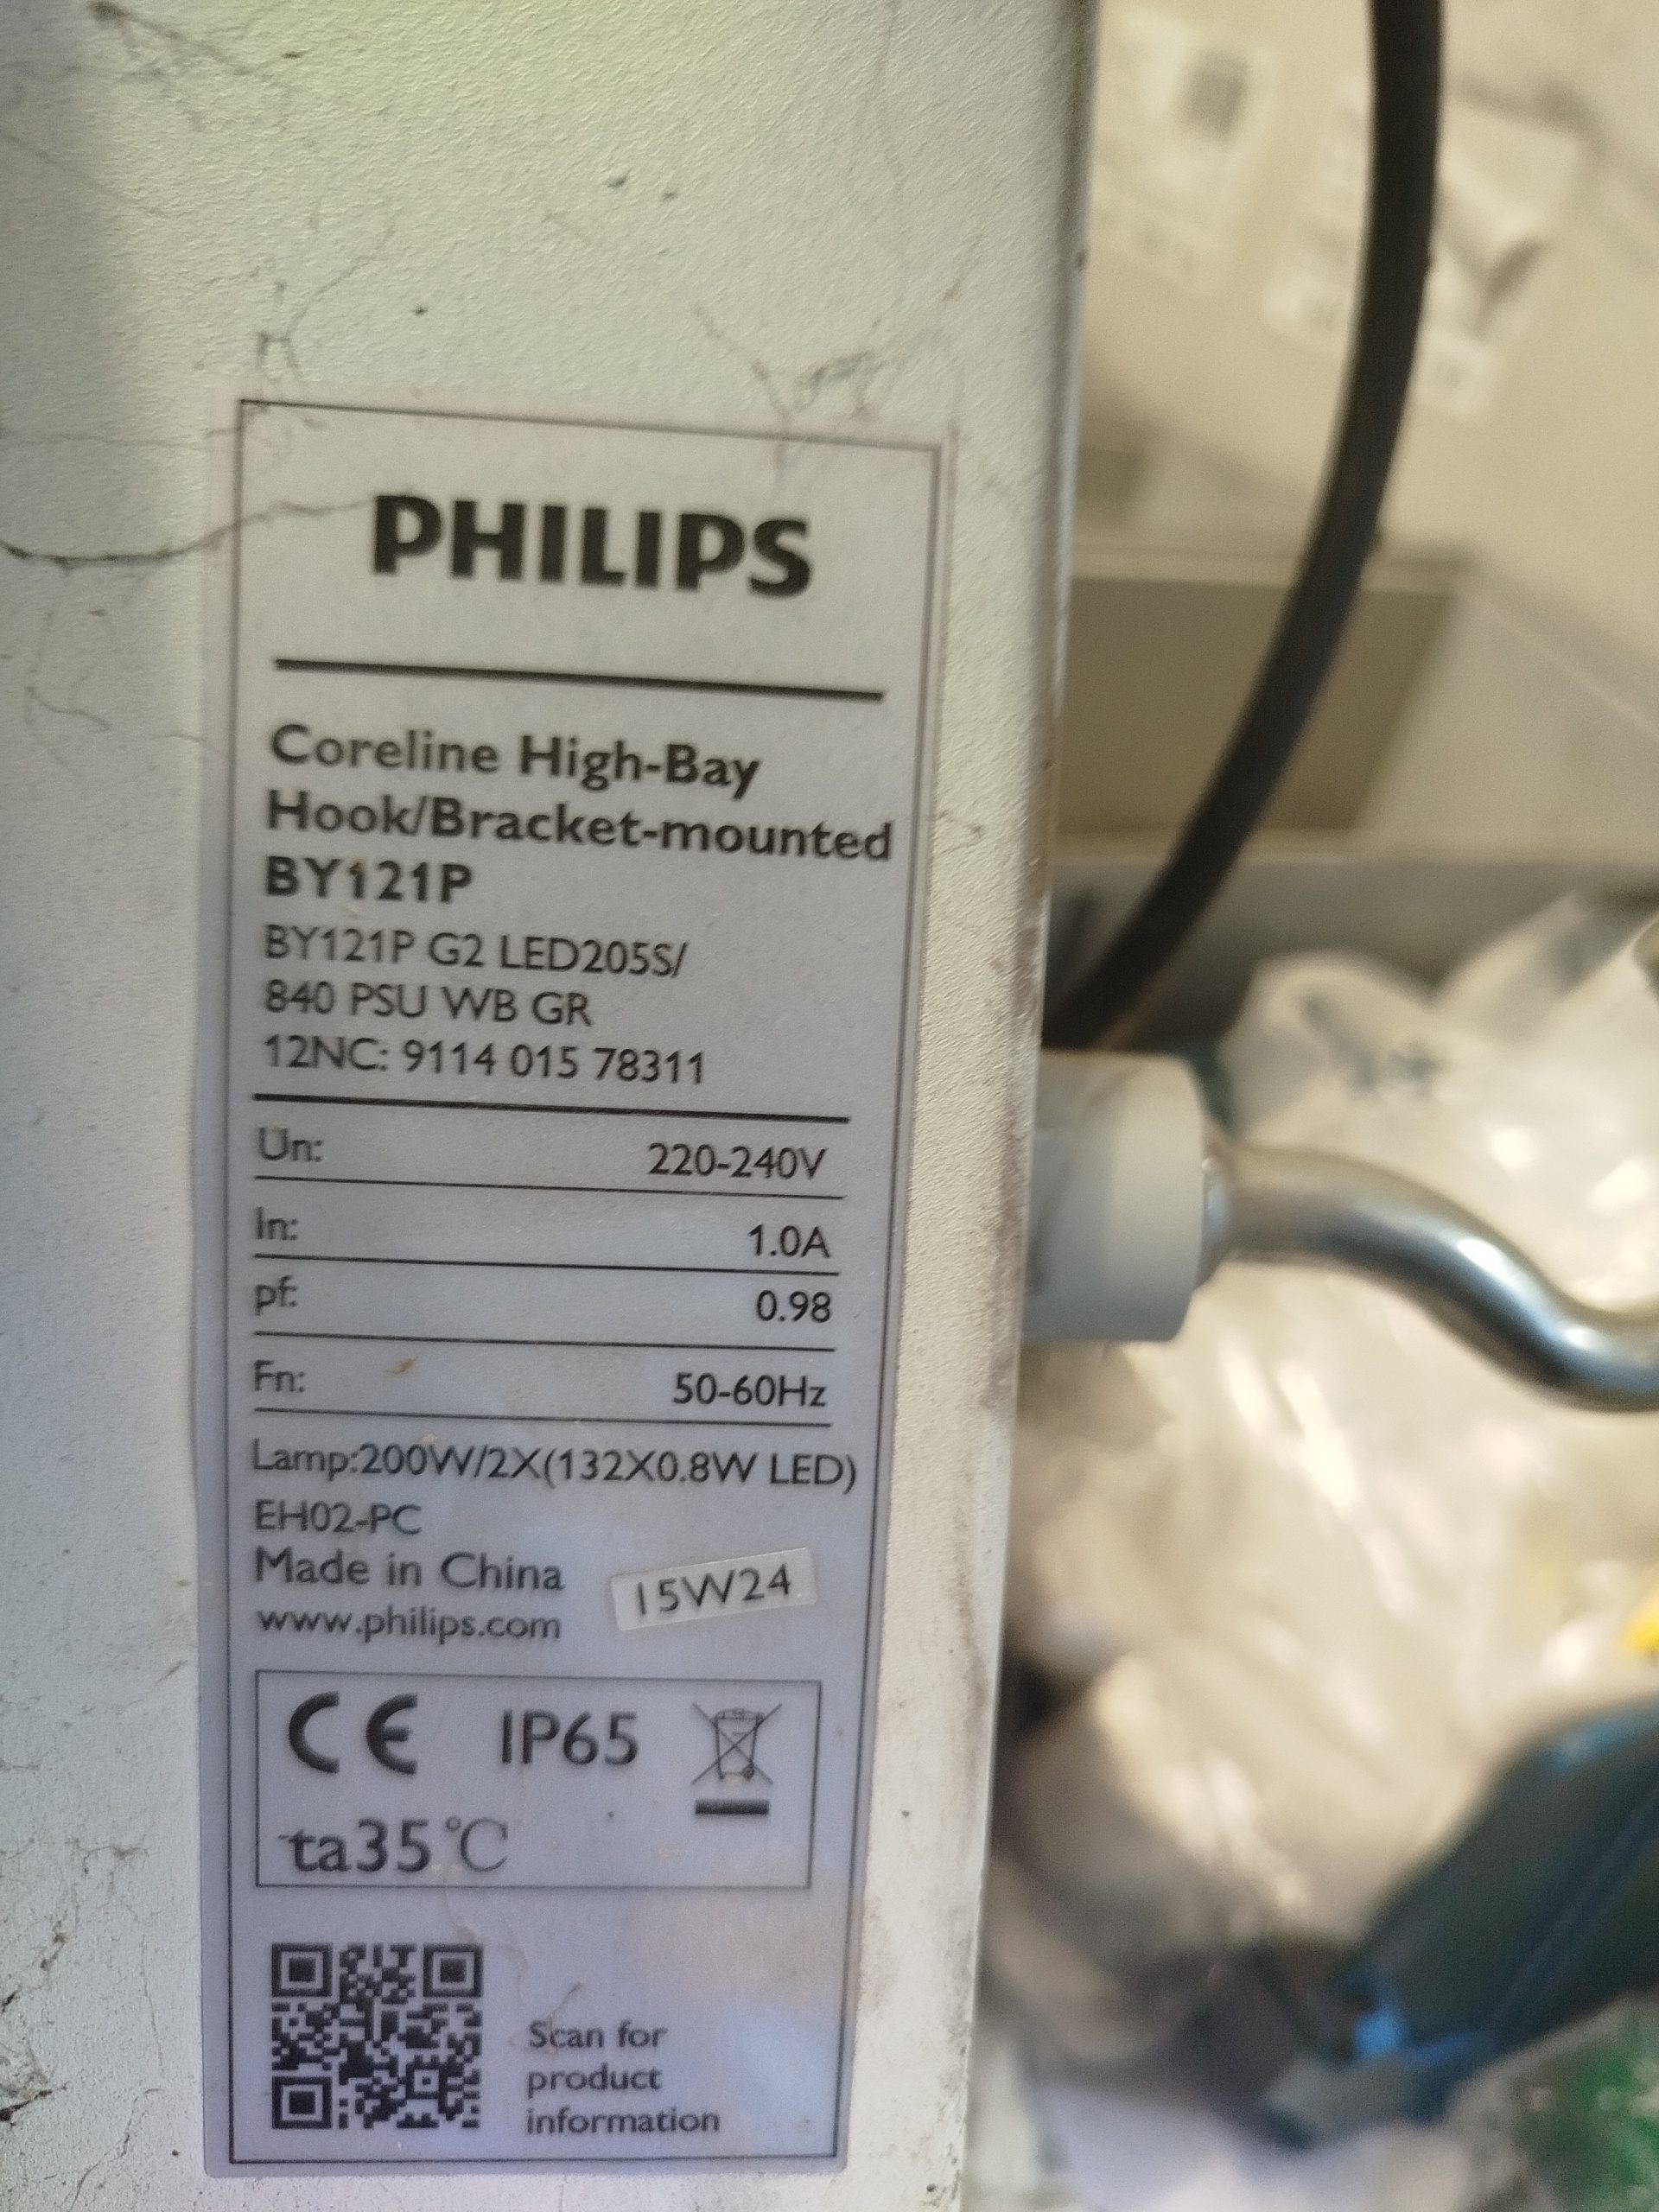 PHILIPS
Coreline High-Bay
Hook/Bracket-mounted
BY121P
BY121P G2 LED205S/
840 PSU WB GR
12NC: 9114 015 78311
Un: 220-240V
In: 1.0A
pf: 0.98
Fn: 50-60Hz
Lamp:200W/2X(132X0.8W LED)
EH02-PC
Made in China
15W24
www.philips.com
CE IP65
ta35°C
Scan for
product
information